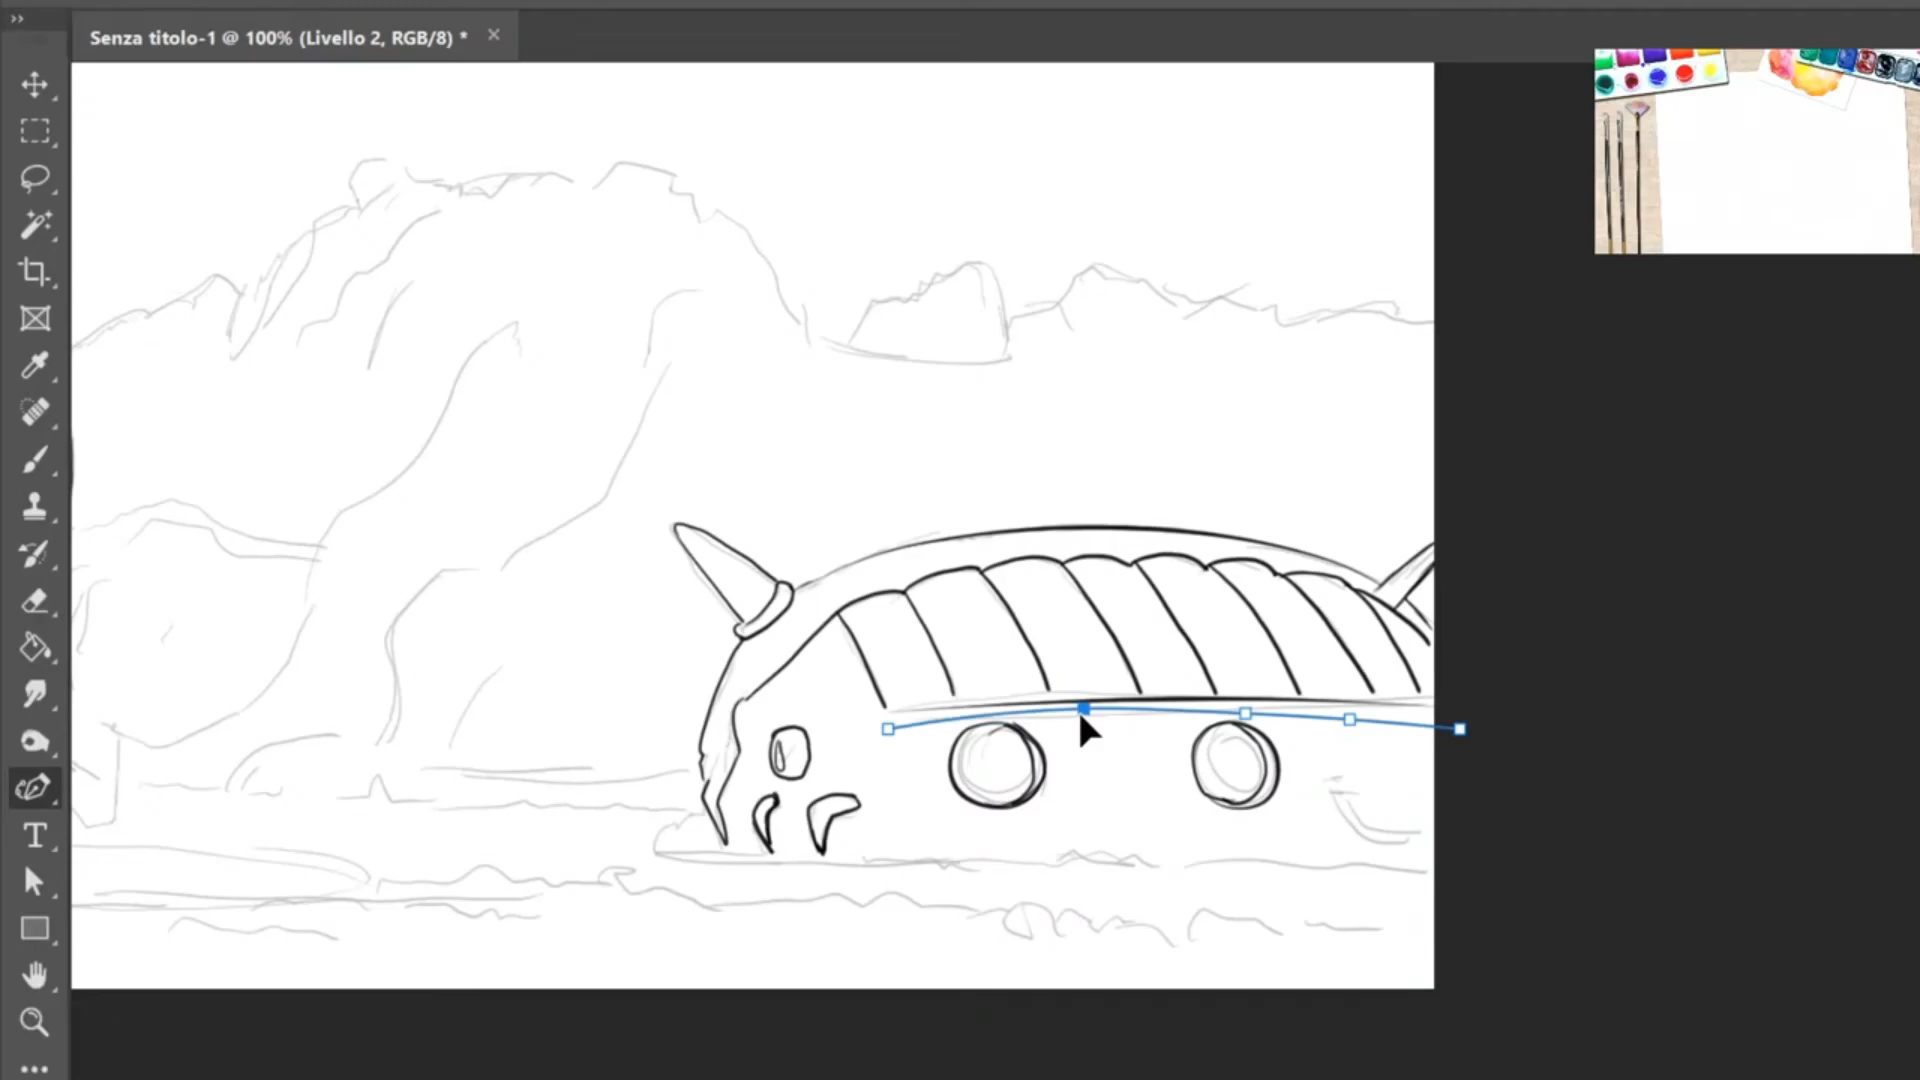 Senza titolo-1 @ 100% (Livello 2, RGB/8) *